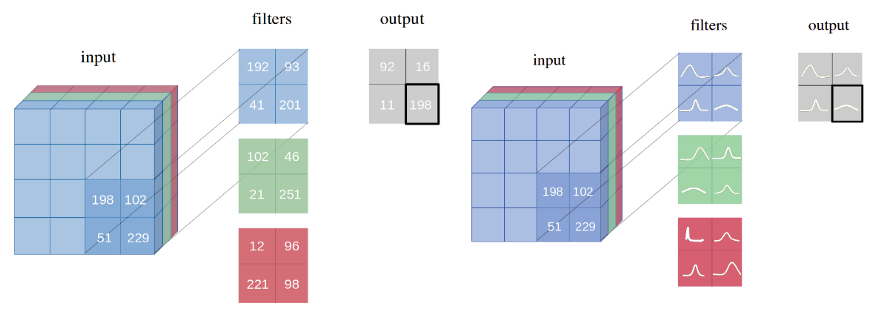 filters
output
input
192 93
41 201
92 16
11 198
198 102
51 229
102 46
21 251
12 96
221 98
filters
output
input
198 102
51 229